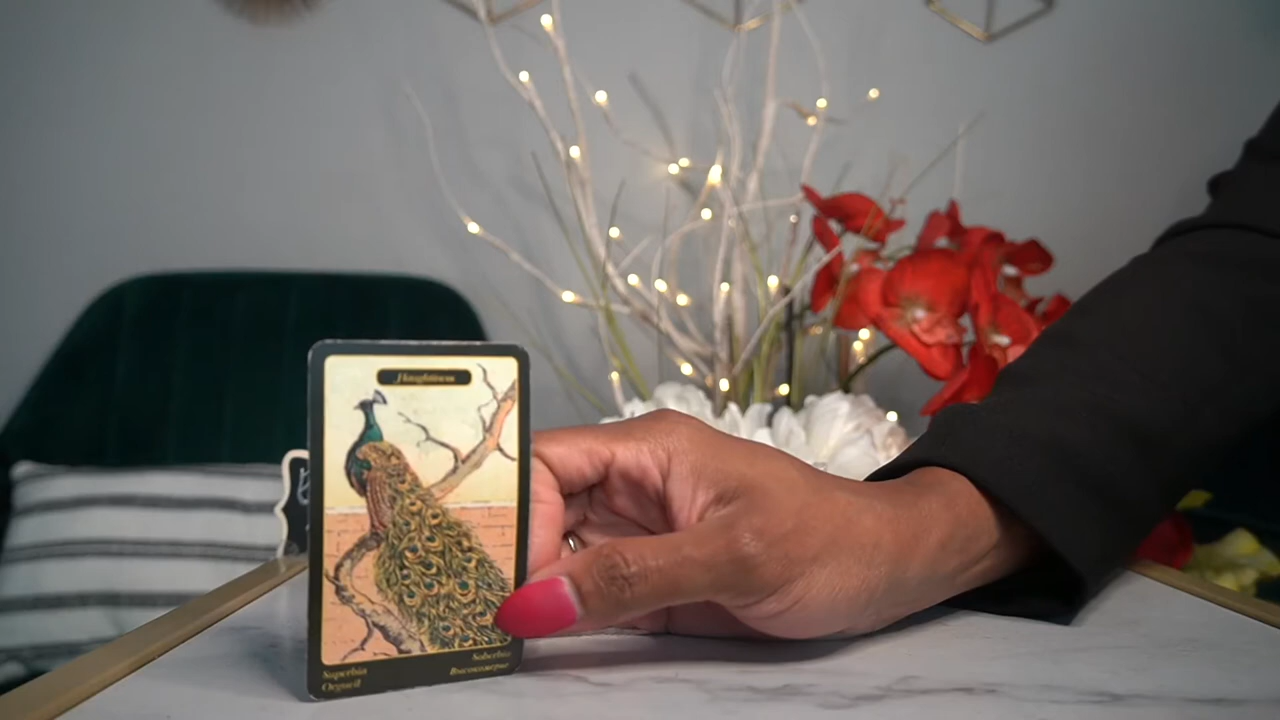 Haughtiness
Superbia
Orgueil
Soberbia
Высокомерие